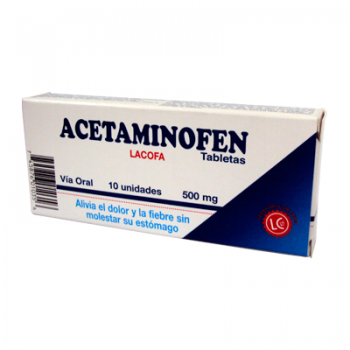 ACETAMINOFEN
LACOFA
Tabletas
Vía Oral 10 unidades 500 mg
Alivia el dolor y la fiebre sin
molestar su estómago
LC